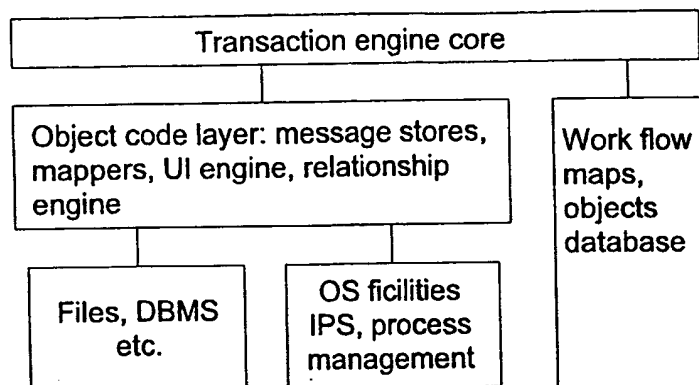 Transaction engine core
Object code layer: message stores,
mappers, UI engine, relationship
engine
Work flow
maps,
objects
database
Files, DBMS
etc.
OS ficilities
IPS, process
management